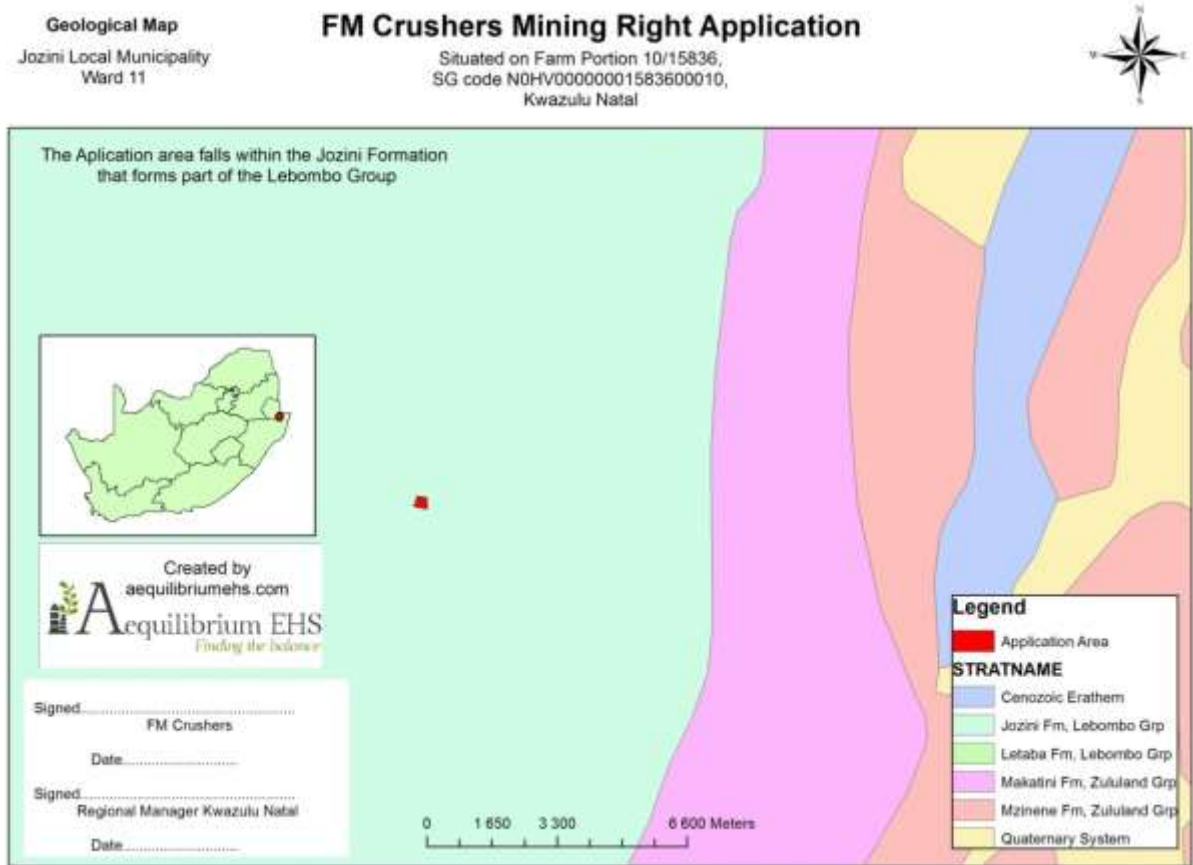 Geological Map
Jozini Local Municipality
Ward 11
FM Crushers Mining Right Application
Situated on Farm Portion 10/15836,
SG code N0HV00000001583600010,
Kwazulu Natal
N
W
E
S
The Aplication area falls within the Jozini Formation
that forms part of the Lebombo Group
Created by
aequilibriumehs.com
Aequilibrium EHS
Finding the balance
Signed
FM Crushers
Date
Signed
Regional Manager Kwazulu Natal
Date
0 1 650 3 300 6 600 Meters
Legend
Application Area
STRATNAME
Cenozoic Erathem
Jozini Fm, Lebombo Grp
Letaba Fm, Lebombo Grp
Makatini Fm, Zululand Grp
Mzinene Fm, Zululand Grp
Quaternary System